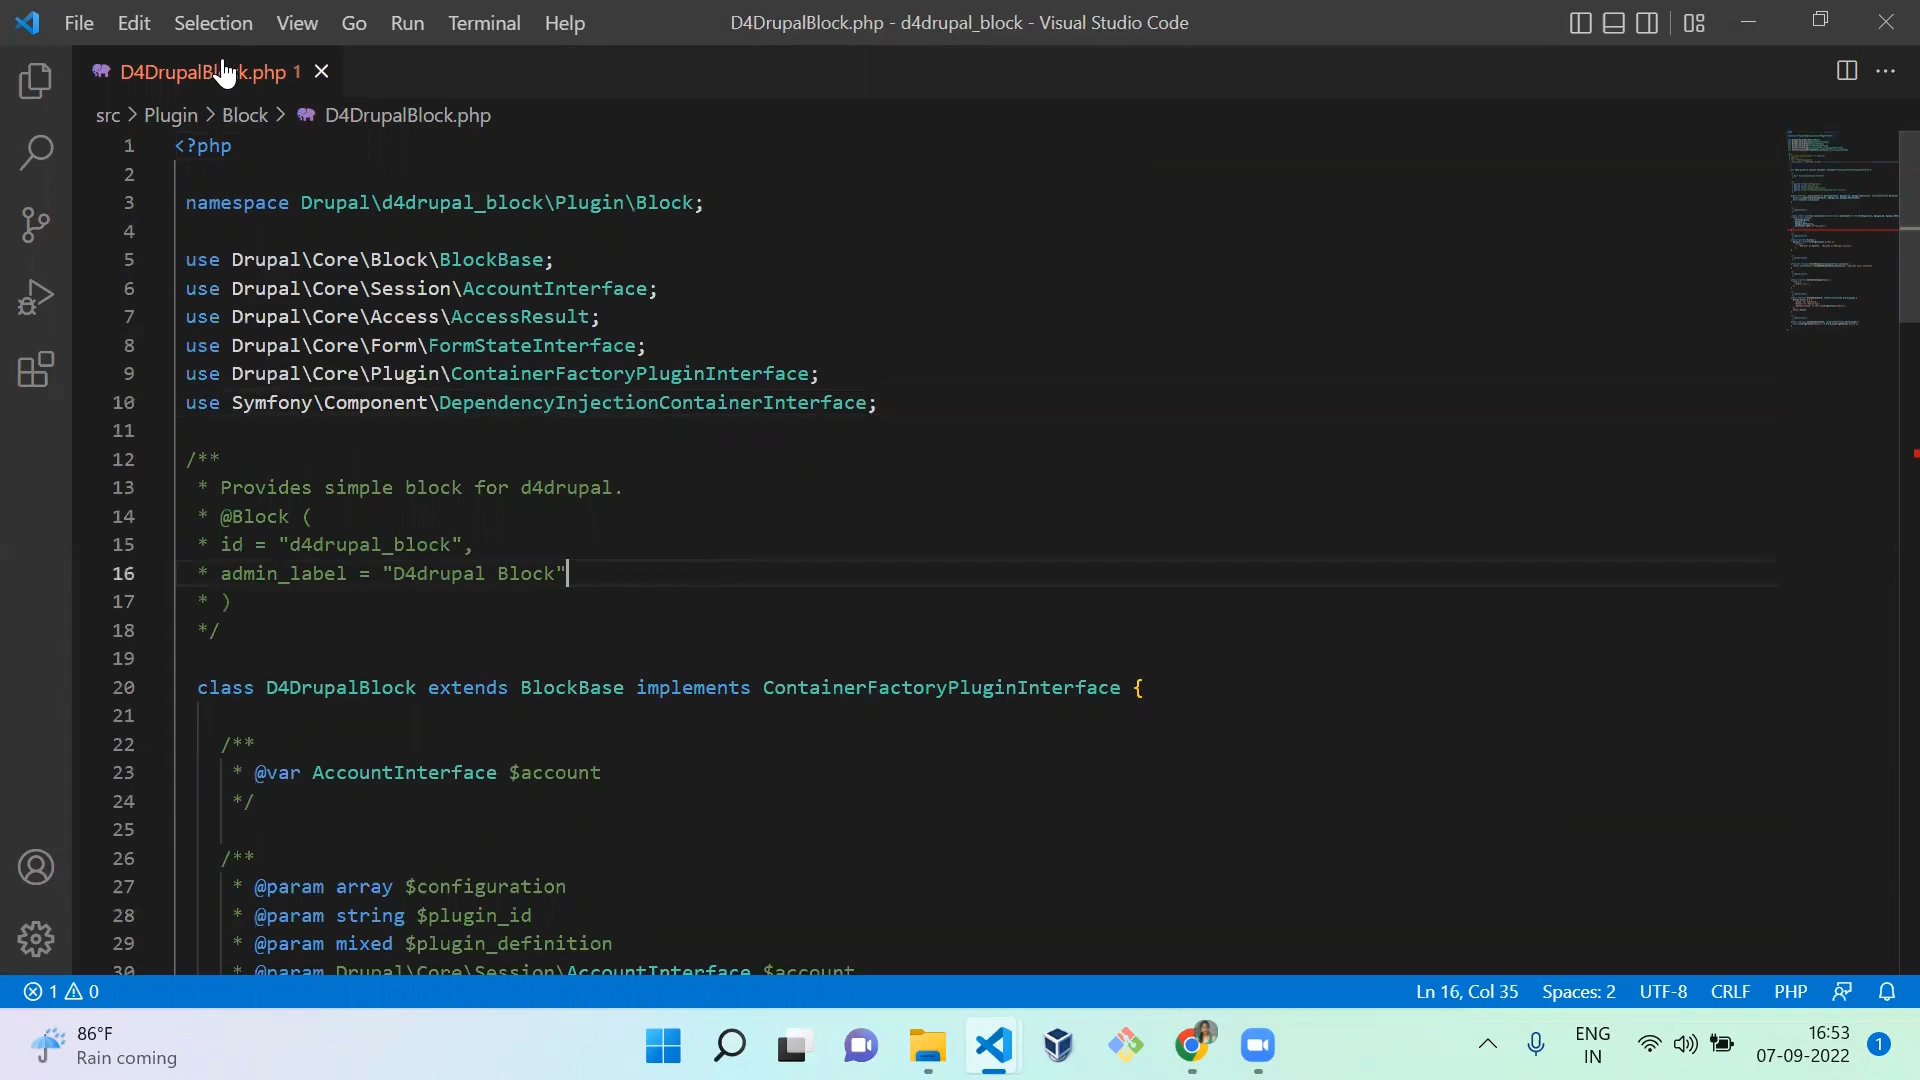 File Edit Selection View Go Run Terminal Help
D4DrupalBlock.php - d4drupal_block - Visual Studio Code
D4DrupalBlock.php 1
src > Plugin > Block > D4DrupalBlock.php
1 <?php
2
3 namespace Drupal\d4drupal_block\Plugin\Block;
4
5 use Drupal\Core\Block\BlockBase;
6 use Drupal\Core\Session\AccountInterface;
7 use Drupal\Core\Access\AccessResult;
8 use Drupal\Core\Form\FormStateInterface;
9 use Drupal\Core\Plugin\ContainerFactoryPluginInterface;
10 use Symfony\Component\DependencyInjectionContainerInterface;
11
12 /**
13 * Provides simple block for d4drupal.
14 * @Block (
15 * id = "d4drupal_block",
16 * admin_label = "D4drupal Block"
17 * )
18 */
19
20 class D4DrupalBlock extends BlockBase implements ContainerFactoryPluginInterface {
21
22 /**
23 * @var AccountInterface $account
24 */
25
26 /**
27 * @param array $configuration
28 * @param string $plugin_id
29 * @param mixed $plugin_definition
30 * @param Drupal\Core\Session\AccountInterface $account
1 0
Ln 16, Col 35 Spaces: 2 UTF-8 CRLF PHP
86°F
Rain coming
ENG
IN
16:53
07-09-2022
1